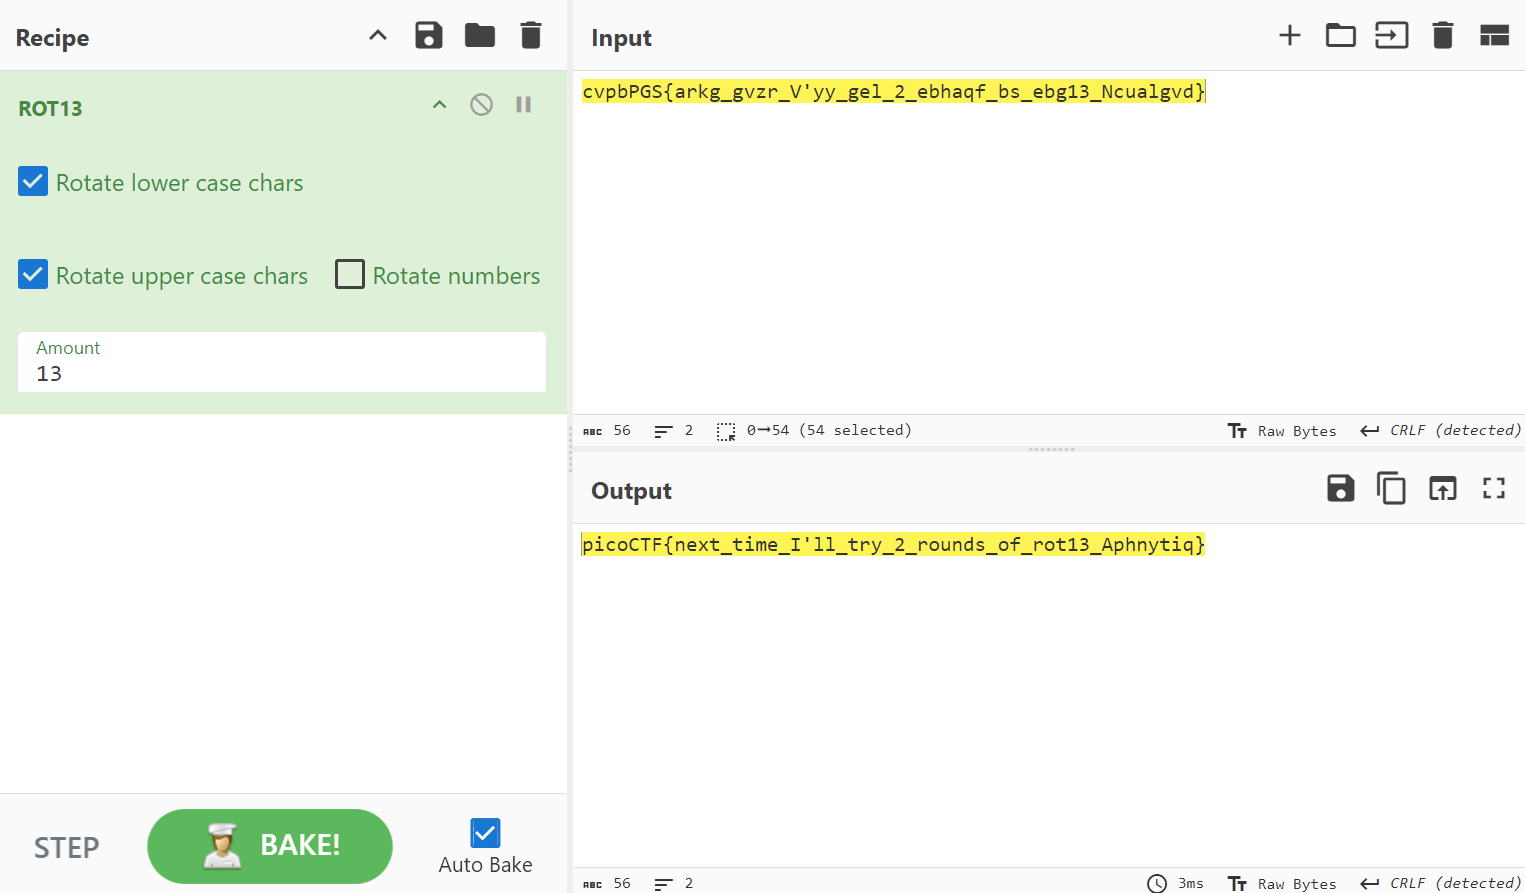 Recipe
ROT13
Rotate lower case chars
Rotate upper case chars
Rotate numbers
Amount
13
STEP
BAKE!
Auto Bake
Input
cvpbPGS{arkg_gvzr_V'yy_gel_2_ebhaqf_bs_ebg13_Ncualgvd}
ABC 56 2 0→54 (54 selected) Raw Bytes CRLF (detected)
Output
picoCTF{next_time_I'll_try_2_rounds_of_rot13_Aphnytiq}
ABC 56 2 3ms Raw Bytes CRLF (detected)